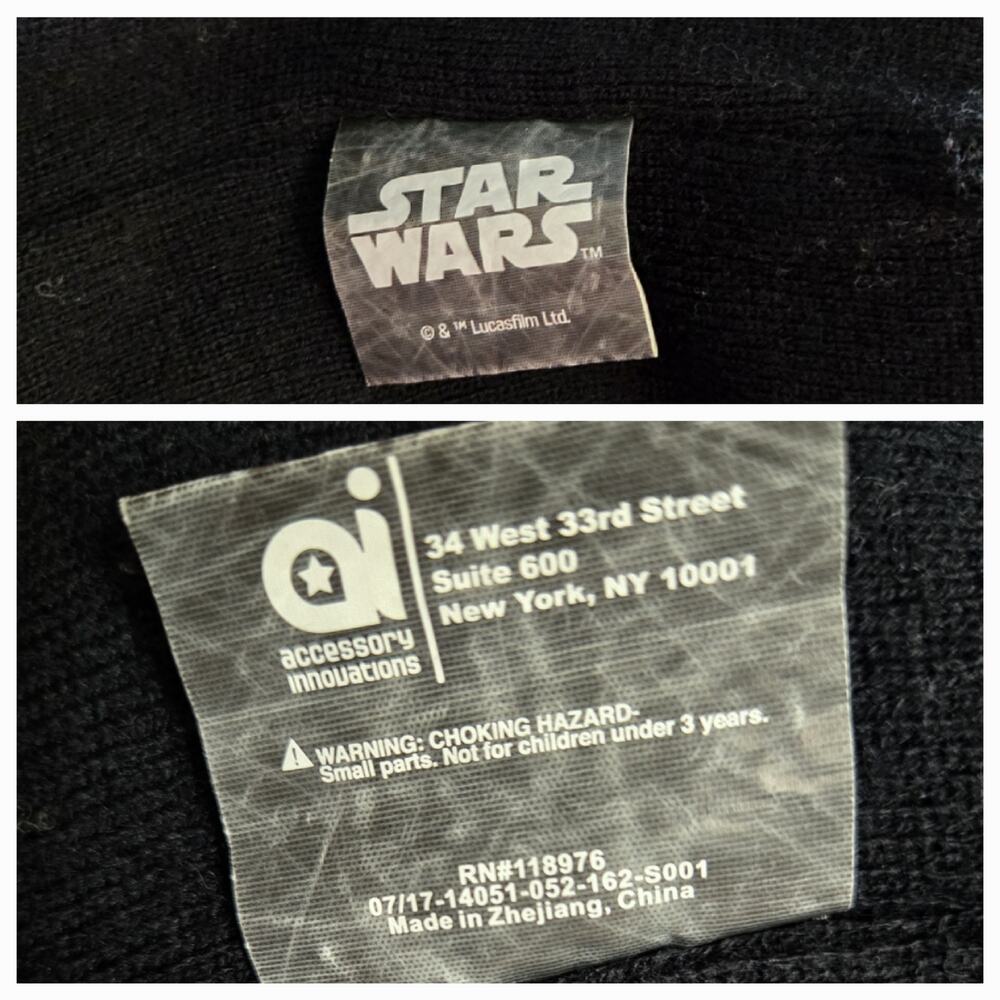 STAR
WARS™
© & ™ Lucasfilm Ltd.
ai
34 West 33rd Street
Suite 600
New York, NY 10001
accessory
innovations
WARNING: CHOKING HAZARD-
Small parts. Not for children under 3 years.
RN#118976
07/17-14051-052-162-S001
Made in Zhejiang, China